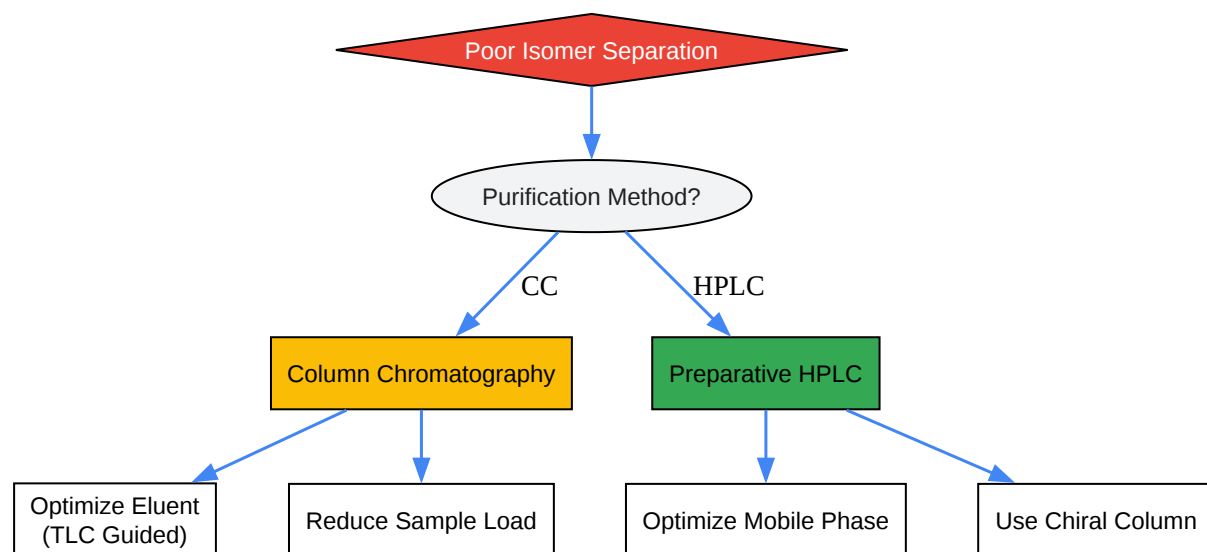 Poor Isomer Separation
Purification Method?
CC
HPLC
Column Chromatography
Preparative HPLC
Optimize Eluent
(TLC Guided)
Reduce Sample Load
Optimize Mobile Phase
Use Chiral Column